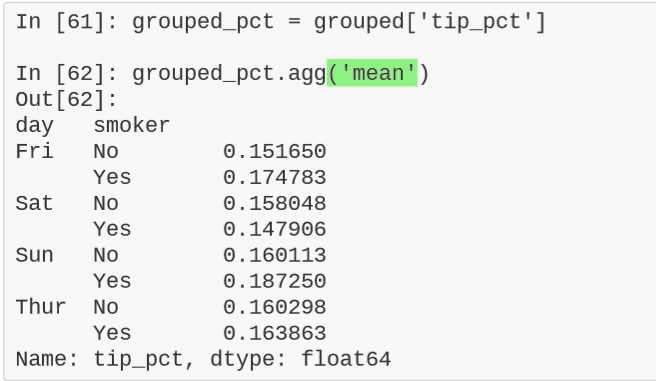 In [61]: grouped_pct = grouped['tip_pct']
In [62]: grouped_pct.agg('mean')
Out[62]:
day   smoker
Fri   No        0.151650
      Yes       0.174783
Sat   No        0.158048
      Yes       0.147906
Sun   No        0.160113
      Yes       0.187250
Thur  No        0.160298
      Yes       0.163863
Name: tip_pct, dtype: float64